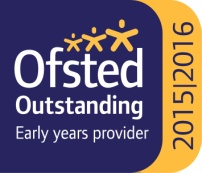 Ofsted
Outstanding
Early years provider
2015|2016